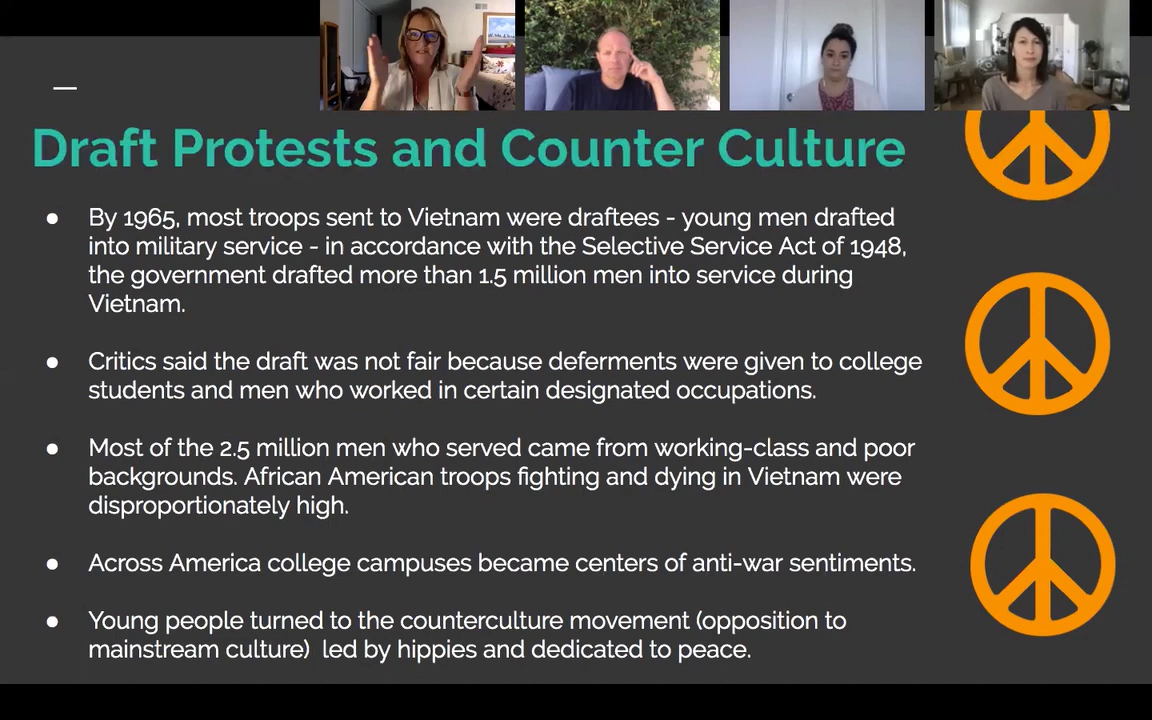 Draft Protests and Counter Culture
● By 1965, most troops sent to Vietnam were draftees - young men drafted
into military service - in accordance with the Selective Service Act of 1948,
the government drafted more than 1.5 million men into service during
Vietnam.
● Critics said the draft was not fair because deferments were given to college
students and men who worked in certain designated occupations.
● Most of the 2.5 million men who served came from working-class and poor
backgrounds. African American troops fighting and dying in Vietnam were
disproportionately high.
● Across America college campuses became centers of anti-war sentiments.
● Young people turned to the counterculture movement (opposition to
mainstream culture)  led by hippies and dedicated to peace.